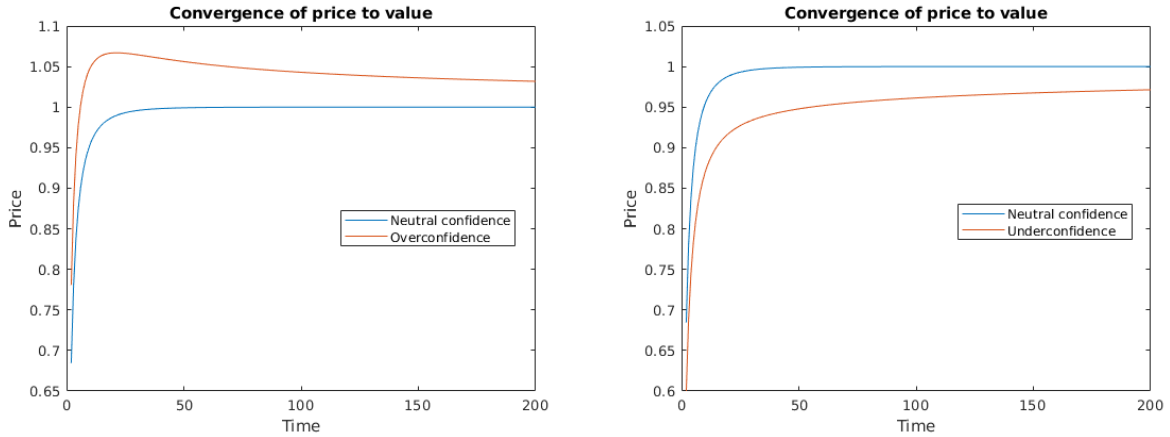 Convergence of price to value
1.1
1.05
1
0.95
0.9
0.85
0.8
0.75
0.7
0.65
Price
Neutral confidence
Overconfidence
0 50 100 150 200
Time
Convergence of price to value
1.05
1
0.95
0.9
0.85
0.8
0.75
0.7
0.65
0.6
Price
Neutral confidence
Underconfidence
0 50 100 150 200
Time